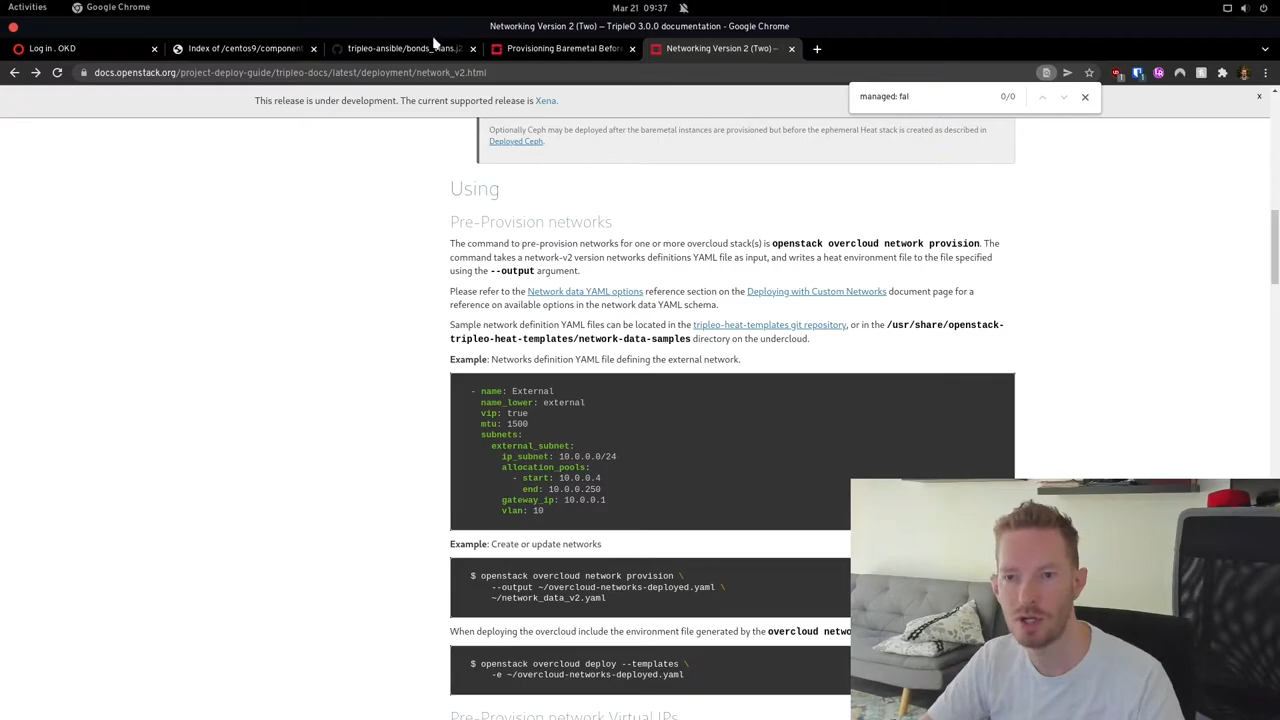 Activities
Chrome
Mar 21 09:37
Networking Version 2 (Two) — TripleO 3.0.0 documentation - Google Chrome
Log in . OKD
Index of /centos9/component
tripleo-ansible/bonds_vlans.j2
Provisioning Baremetal Befor
Networking Version 2 (Two) —
docs.openstack.org/project-deploy-guide/tripleo-docs/latest/deployment/network_v2.html
managed: fal
0/0
This release is under development. The current supported release is Xena.
x
Optionally Ceph may be deployed after the baremetal instances are provisioned but before the ephemeral Heat stack is created as described in
Deployed Ceph.
Using
Pre-Provision networks
The command to pre-provision networks for one or more overcloud stack(s) is openstack overcloud network provision. The
command takes a network-v2 version networks definitions YAML file as input, and writes a heat environment file to the file specified
using the --output argument.
Please refer to the Network data YAML options reference section on the Deploying with Custom Networks document page for a
reference on available options in the network data YAML schema.
Sample network definition YAML files can be located in the tripleo-heat-templates git repository, or in the /usr/share/openstack-
tripleo-heat-templates/network-data-samples directory on the undercloud.
Example: Networks definition YAML file defining the external network.
- name: External
name_lower: external
vip: true
mtu: 1500
subnets:
external_subnet:
ip_subnet: 10.0.0.0/24
allocation_pools:
- start: 10.0.0.4
end: 10.0.0.250
gateway_ip: 10.0.0.1
vlan: 10
Example: Create or update networks
$ openstack overcloud network provision \
--output ~/overcloud-networks-deployed.yaml \
~/network_data_v2.yaml
When deploying the overcloud include the environment file generated by the overcloud netwo
$ openstack overcloud deploy --templates \
-e ~/overcloud-networks-deployed.yaml
Pre-Provision network Virtual IPs